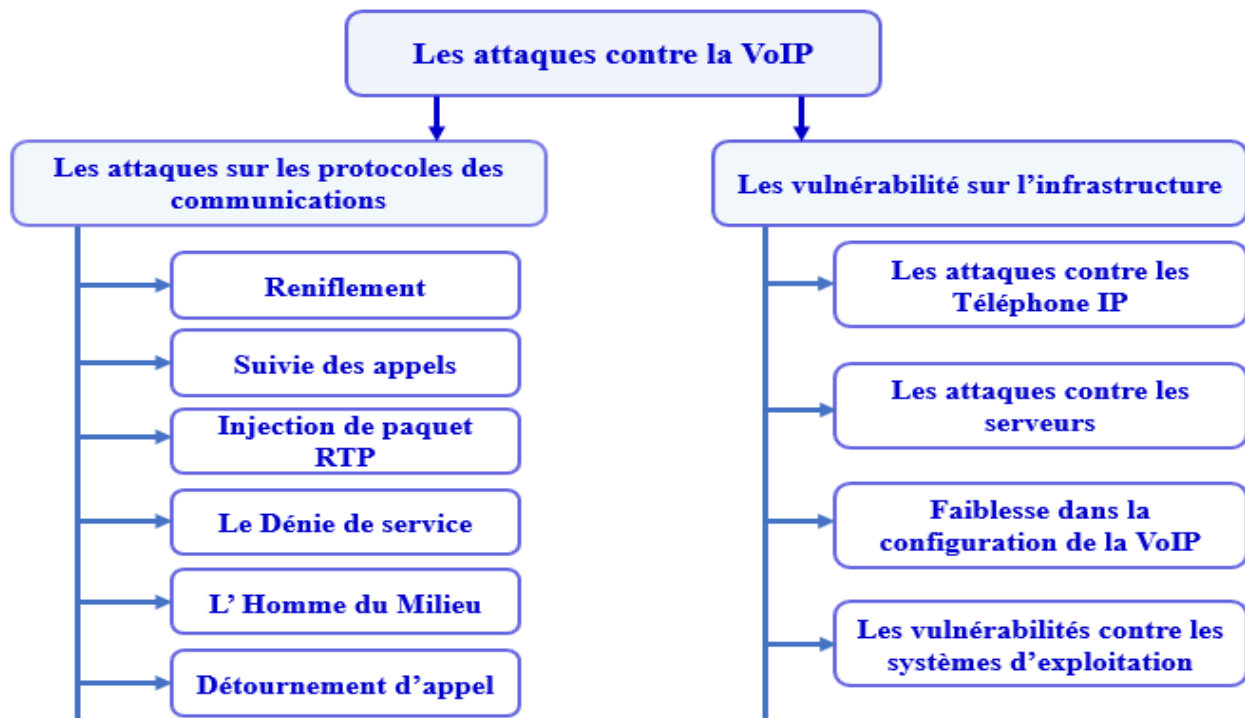 Les attaques contre la VoIP
Les attaques sur les protocoles des
communications
Reniflement
Suivie des appels
Injection de paquet
RTP
Le Dénie de service
L' Homme du Milieu
Détournement d'appel
Les vulnérabilité sur l'infrastructure
Les attaques contre les
Téléphone IP
Les attaques contre les
serveurs
Faiblesse dans la
configuration de la VoIP
Les vulnérabilités contre les
systèmes d'exploitation